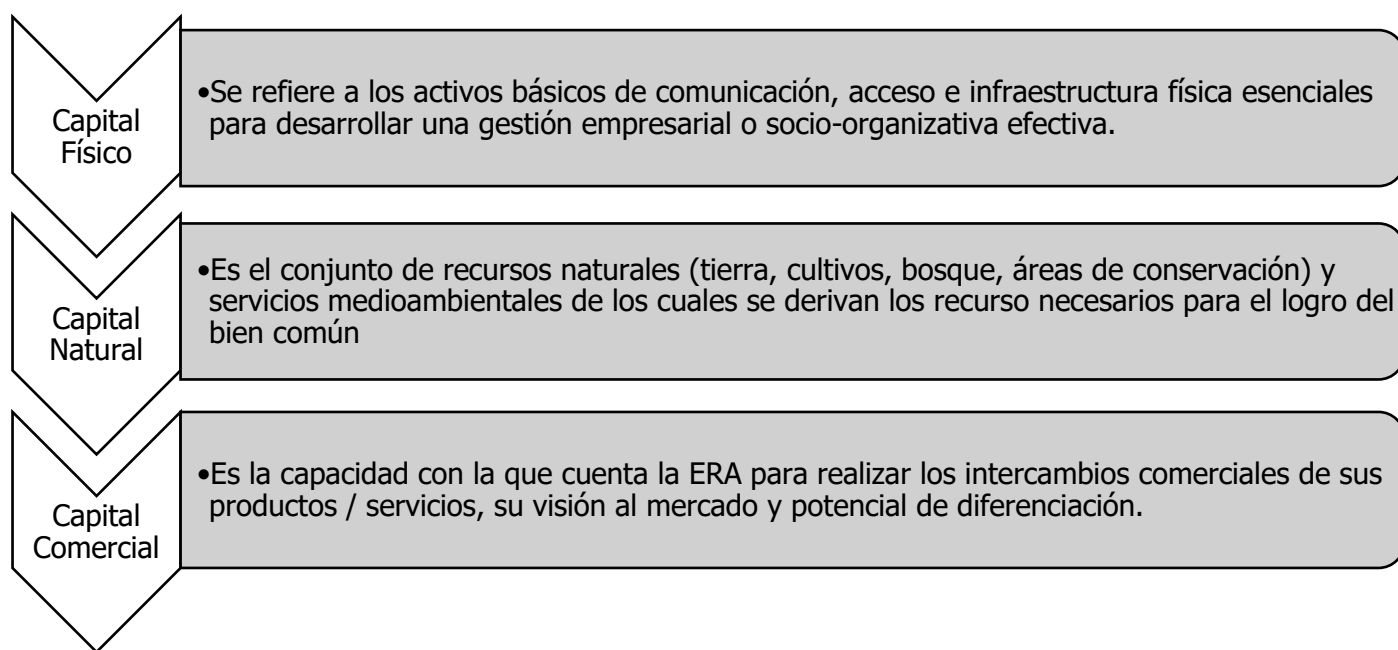 Capital
Físico
•Se refiere a los activos básicos de comunicación, acceso e infraestructura física esenciales
para desarrollar una gestión empresarial o socio-organizativa efectiva.
Capital
Natural
•Es el conjunto de recursos naturales (tierra, cultivos, bosque, áreas de conservación) y
servicios medioambientales de los cuales se derivan los recurso necesarios para el logro del
bien común
Capital
Comercial
•Es la capacidad con la que cuenta la ERA para realizar los intercambios comerciales de sus
productos / servicios, su visión al mercado y potencial de diferenciación.